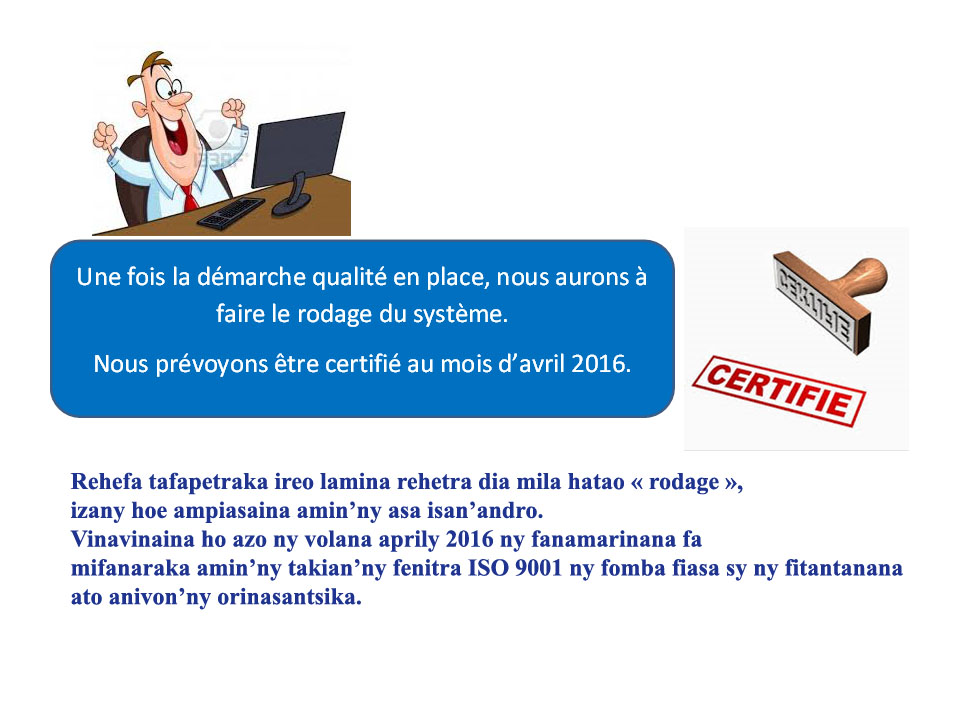 123RF
Une fois la démarche qualité en place, nous aurons à
faire le rodage du système.
Nous prévoyons être certifié au mois d’avril 2016.
CERTIFIE
CERTIFIE
Rehefa tafapetraka ireo lamina rehetra dia mila hatao « rodage »,
izany hoe ampiasaina amin’ny asa isan’andro.
Vinavinaina ho azo ny volana aprily 2016 ny fanamarinana fa
mifanaraka amin’ny takian’ny fenitra ISO 9001 ny fomba fiasa sy ny fitantanana
ato anivon’ny orinasantsika.